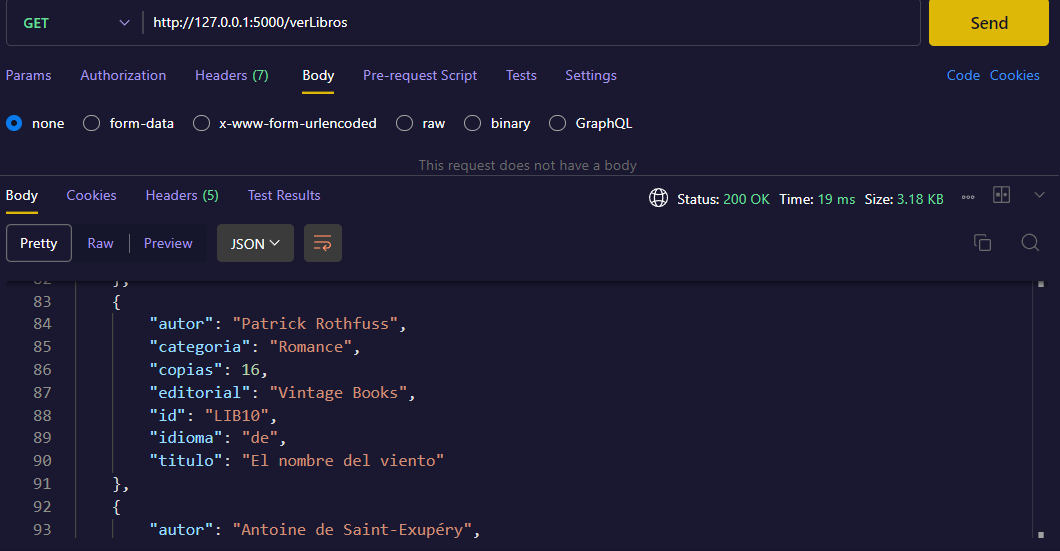 GET http://127.0.0.1:5000/verLibros Send
Params Authorization Headers (7) Body Pre-request Script Tests Settings Code Cookies
none form-data x-www-form-urlencoded raw binary GraphQL
This request does not have a body
Body Cookies Headers (5) Test Results Status: 200 OK Time: 19 ms Size: 3.18 KB
Pretty Raw Preview JSON
82 },
83 {
84 "autor": "Patrick Rothfuss",
85 "categoria": "Romance",
86 "copias": 16,
87 "editorial": "Vintage Books",
88 "id": "LIB10",
89 "idioma": "de",
90 "titulo": "El nombre del viento"
91 },
92 {
93 "autor": "Antoine de Saint-Exupéry",